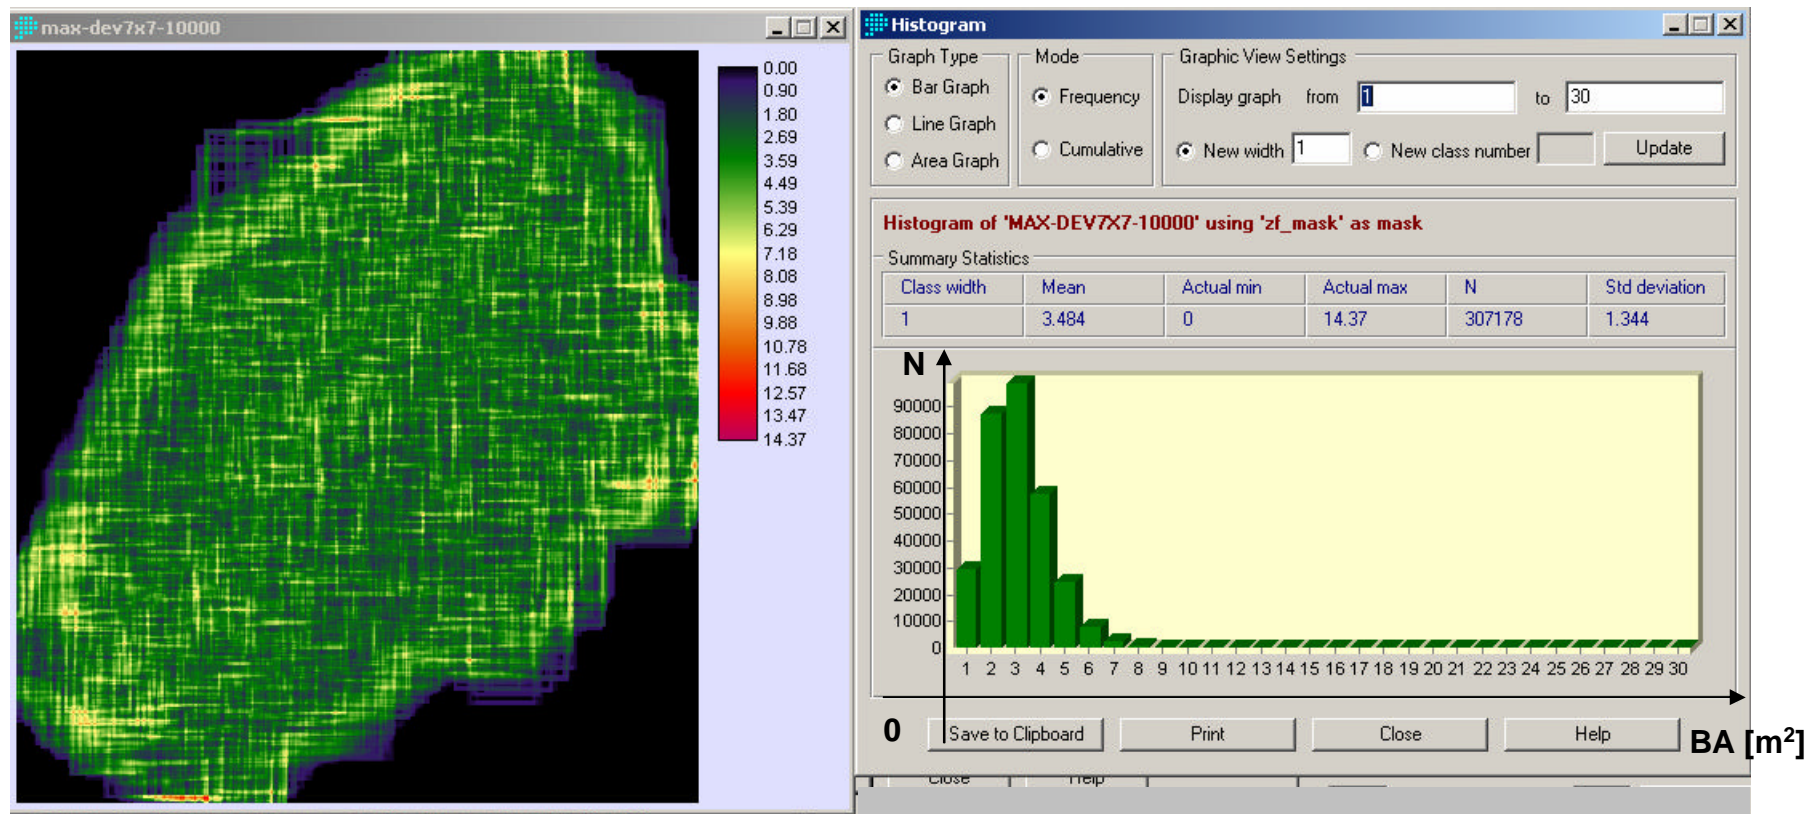 max-dev7x7-10000
0.00
0.90
1.80
2.69
3.59
4.49
5.39
6.29
7.18
8.08
8.98
9.88
10.78
11.68
12.57
13.47
14.37
Histogram
Graph Type
Bar Graph
Line Graph
Area Graph
Mode
Frequency
Cumulative
Graphic View Settings
Display graph from 1 to 30
New width 1 New class number Update
Histogram of 'MAX-DEV7X7-10000' using 'zf_mask' as mask
Summary Statistics
Class width Mean Actual min Actual max N Std deviation
1 3.484 0 14.37 307178 1.344
N
90000
80000
70000
60000
50000
40000
30000
20000
10000
0
1 2 3 4 5 6 7 8 9 10 11 12 13 14 15 16 17 18 19 20 21 22 23 24 25 26 27 28 29 30
0 Save to Clipboard Print Close Help BA [m²]
Close Help